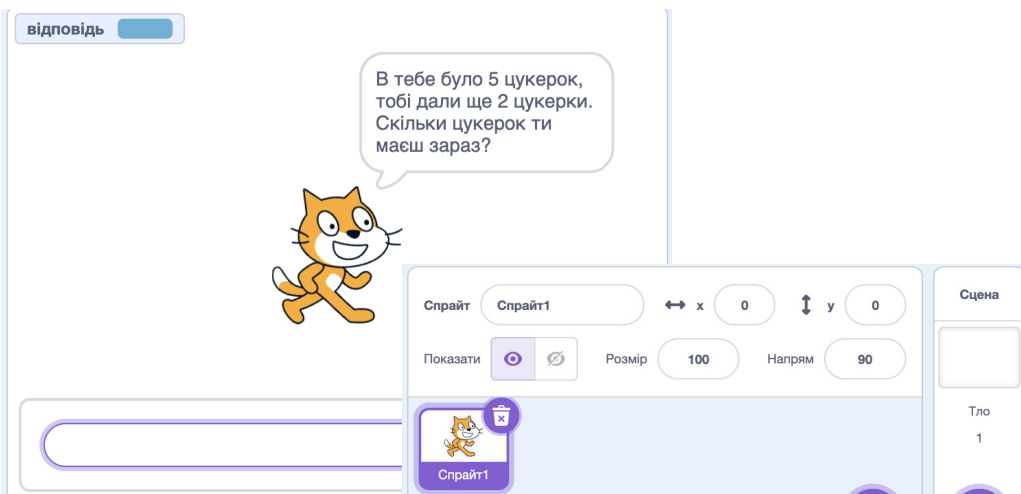 відповідь
В тебе було 5 цукерок,
тобі дали ще 2 цукерки.
Скільки цукерок ти
маєш зараз?
Спрайт Спрайт1 x 0 y 0
Показати Розмір 100 Напрям 90
Спрайт1
Сцена
Тло
1